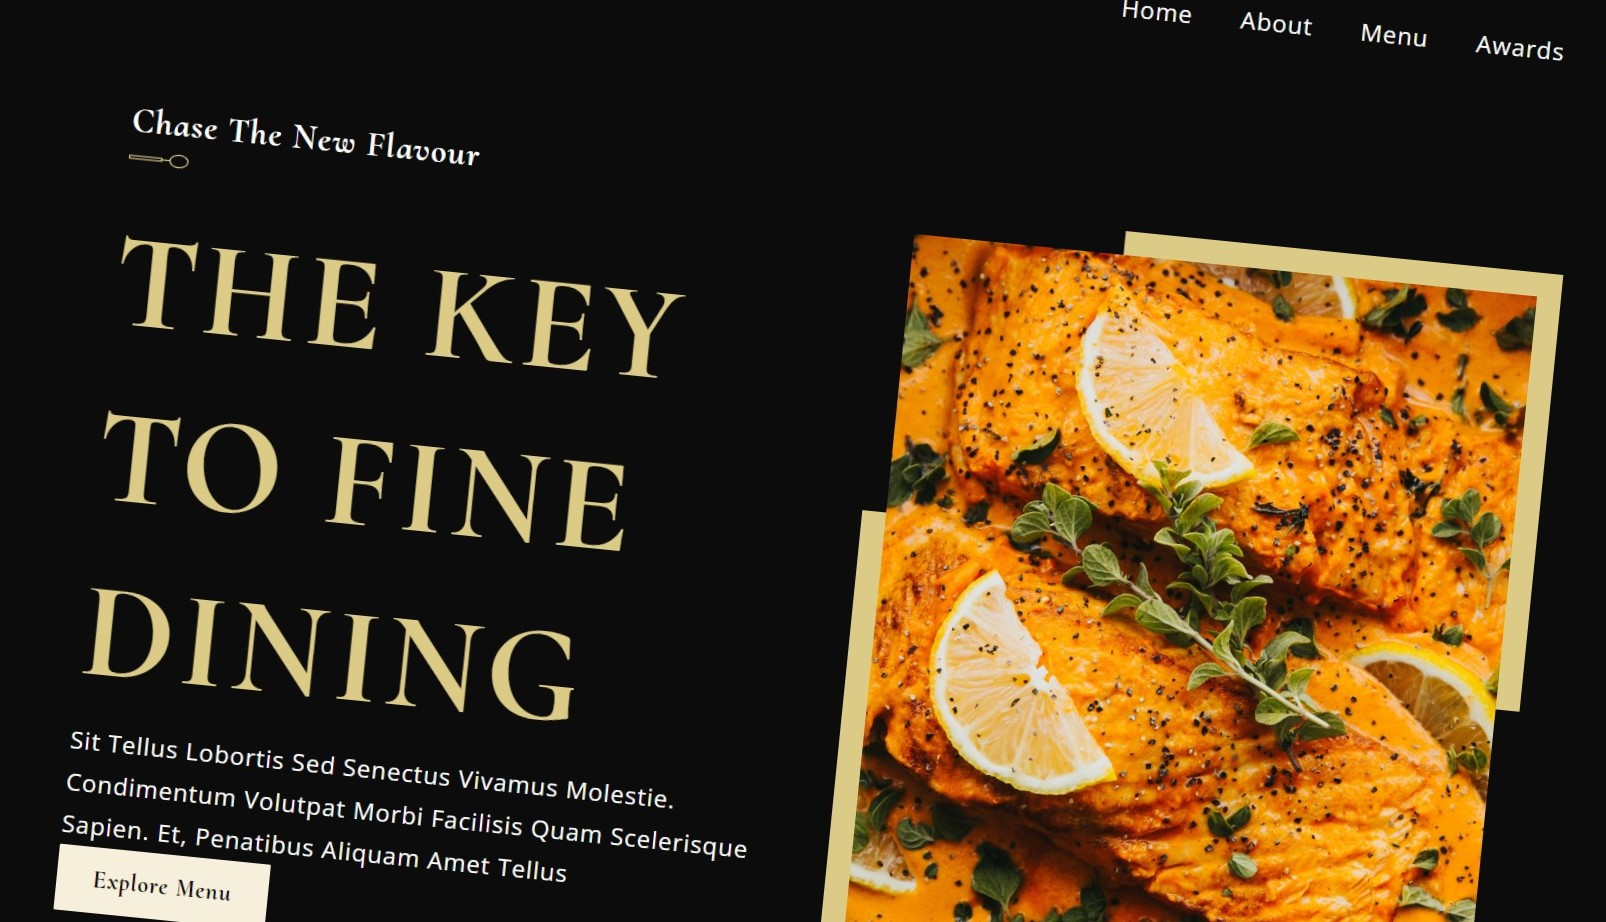 Home About Menu Awards
Chase The New Flavour
THE KEY
TO FINE
DINING
Sit Tellus Lobortis Sed Senectus Vivamus Molestie.
Condimentum Volutpat Morbi Facilisis Quam Scelerisque
Sapien. Et, Penatibus Aliquam Amet Tellus
Explore Menu